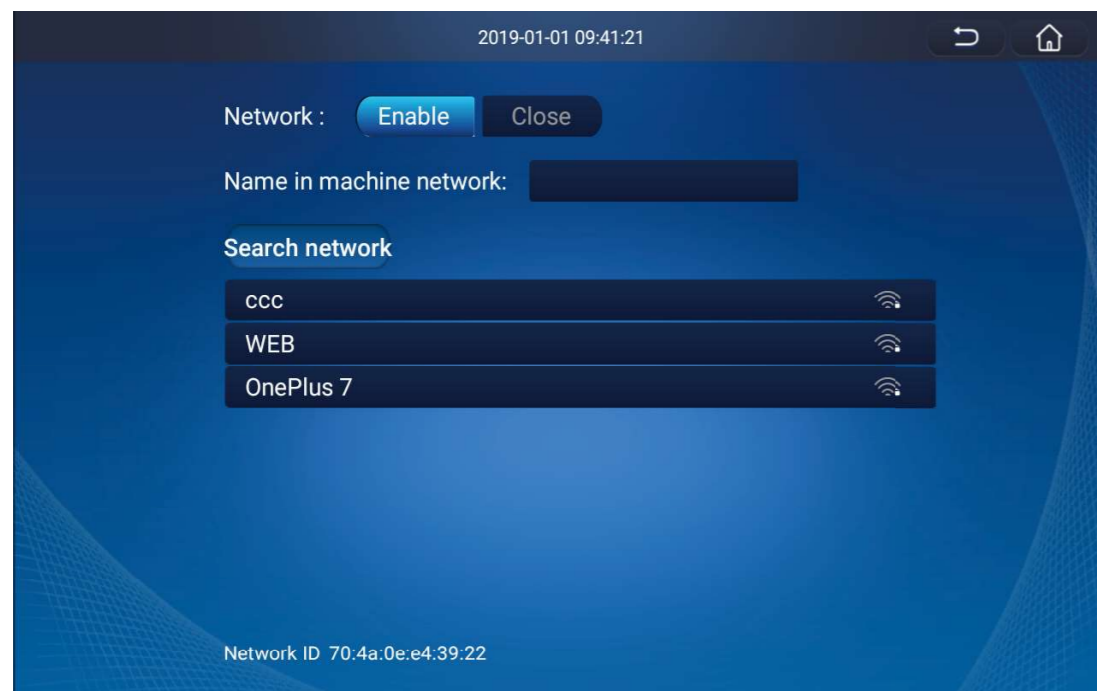 2019-01-01 09:41:21
Network : Enable Close
Name in machine network:
Search network
ccc
WEB
OnePlus 7
Network ID 70:4a:0e:e4:39:22